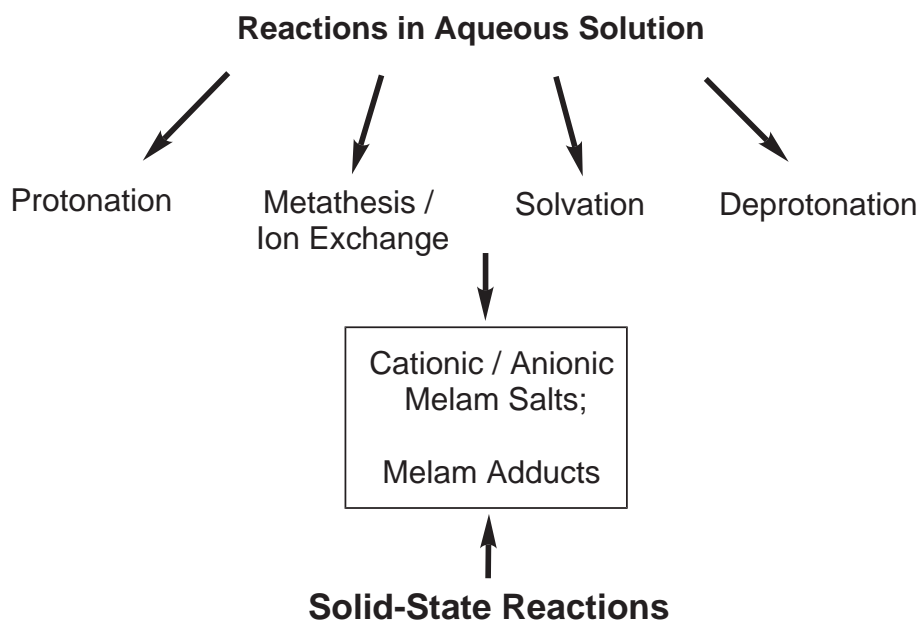 Reactions in Aqueous Solution
Protonation
Metathesis /
Ion Exchange
Solvation
Deprotonation
Cationic / Anionic
Melam Salts;
Melam Adducts
Solid-State Reactions